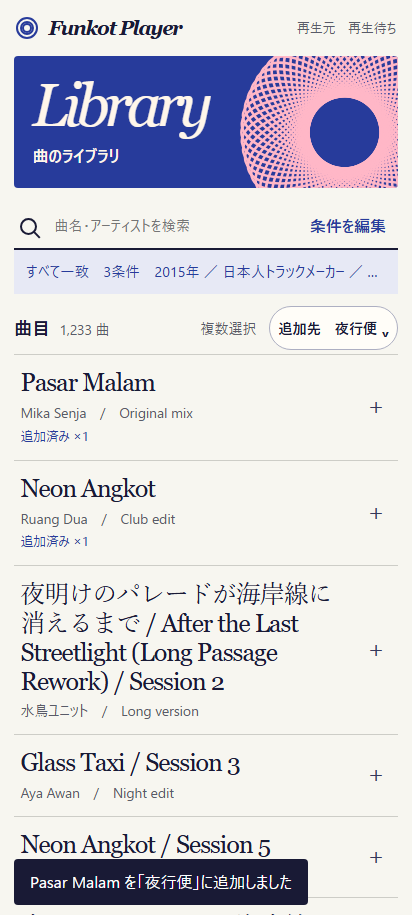 Funkot Player
再生元 再生待ち
Library
曲のライブラリ
曲名・アーティストを検索 条件を編集
すべて一致 3条件 2015年 ／ 日本人トラックメーカー ／ ...
曲目 1,233 曲 複数選択 追加先 夜行便 v
Pasar Malam
Mika Senja / Original mix
追加済み ×1
+
Neon Angkot
Ruang Dua / Club edit
追加済み ×1
+
夜明けのパレードが海岸線に
消えるまで / After the Last
Streetlight (Long Passage
Rework) / Session 2
水鳥ユニット / Long version
+
Glass Taxi / Session 3
Aya Awan / Night edit
+
Neon Angkot / Session 5
+
Pasar Malam を「夜行便」に追加しました